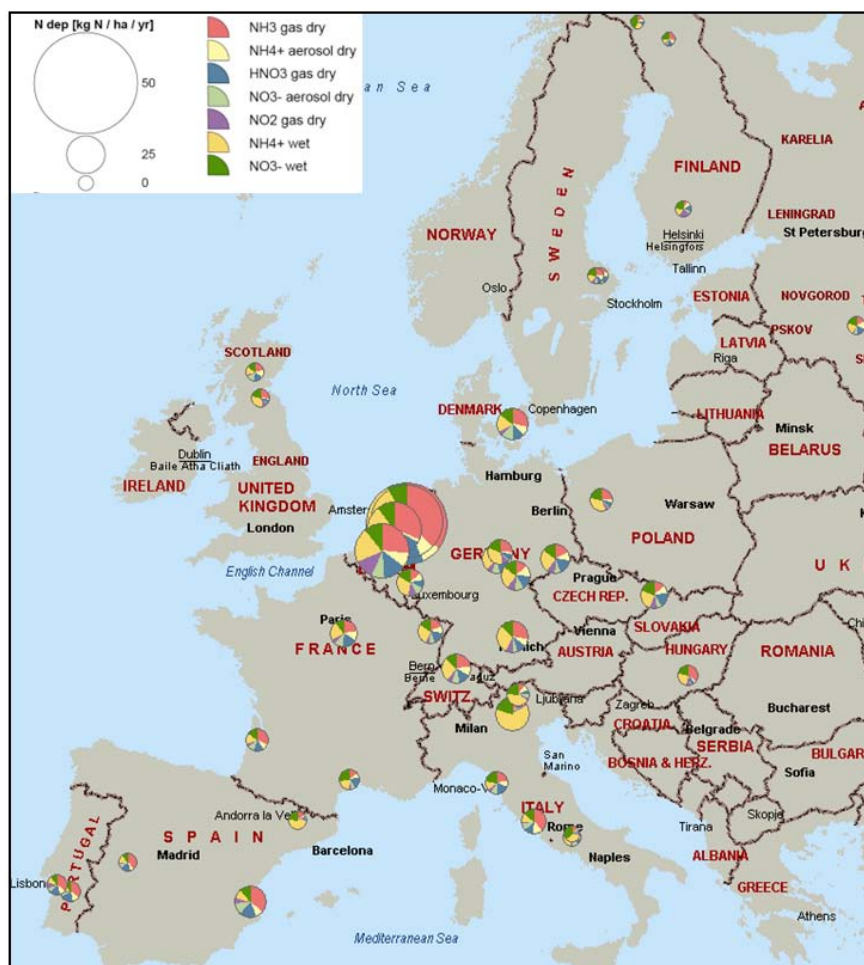 N dep [kg N / ha / yr]
50
25
0
NH3 gas dry
NH4+ aerosol dry
HNO3 gas dry
NO3- aerosol dry
NO2 gas dry
NH4+ wet
NO3- wet
an Sea
KARELIA
FINLAND
LENINGRAD
St Petersburg
NORWAY
SWEDEN
Helsinki
Helsingfors
Tallinn
Oslo
Stockholm
ESTONIA
NOVGOROD
PSKOV
LATVIA
Riga
SCOTLAND
North Sea
DENMARK
Copenhagen
LITHUANIA
Minsk
BELARUS
Dublin
Baile Atha Cliath
ENGLAND
IRELAND
UNITED
KINGDOM
London
Hamburg
Amster
Berlin
Warsaw
POLAND
GERMANY
English Channel
Luxembourg
Prague
CZECH REP.
UK
Paris
FRANCE
Vienna
SLOVAKIA
AUSTRIA
HUNGARY
ROMANIA
Bern
Berne
aduz
SWITZ.
Ljubljana
Zagreb
CROATIA
Bucharest
Belgrade
SERBIA
Milan
San
Marino
BOSNIA & HERZ.
BULGAR
Sofia
Monaco-V
ITALY
Rome
Naples
Andorra la Vel
Skopje
Tirana
ALBANIA
PORTUGAL
SPAIN
Madrid
Barcelona
Lisbon
GREECE
Athens
Mediterranean Sea